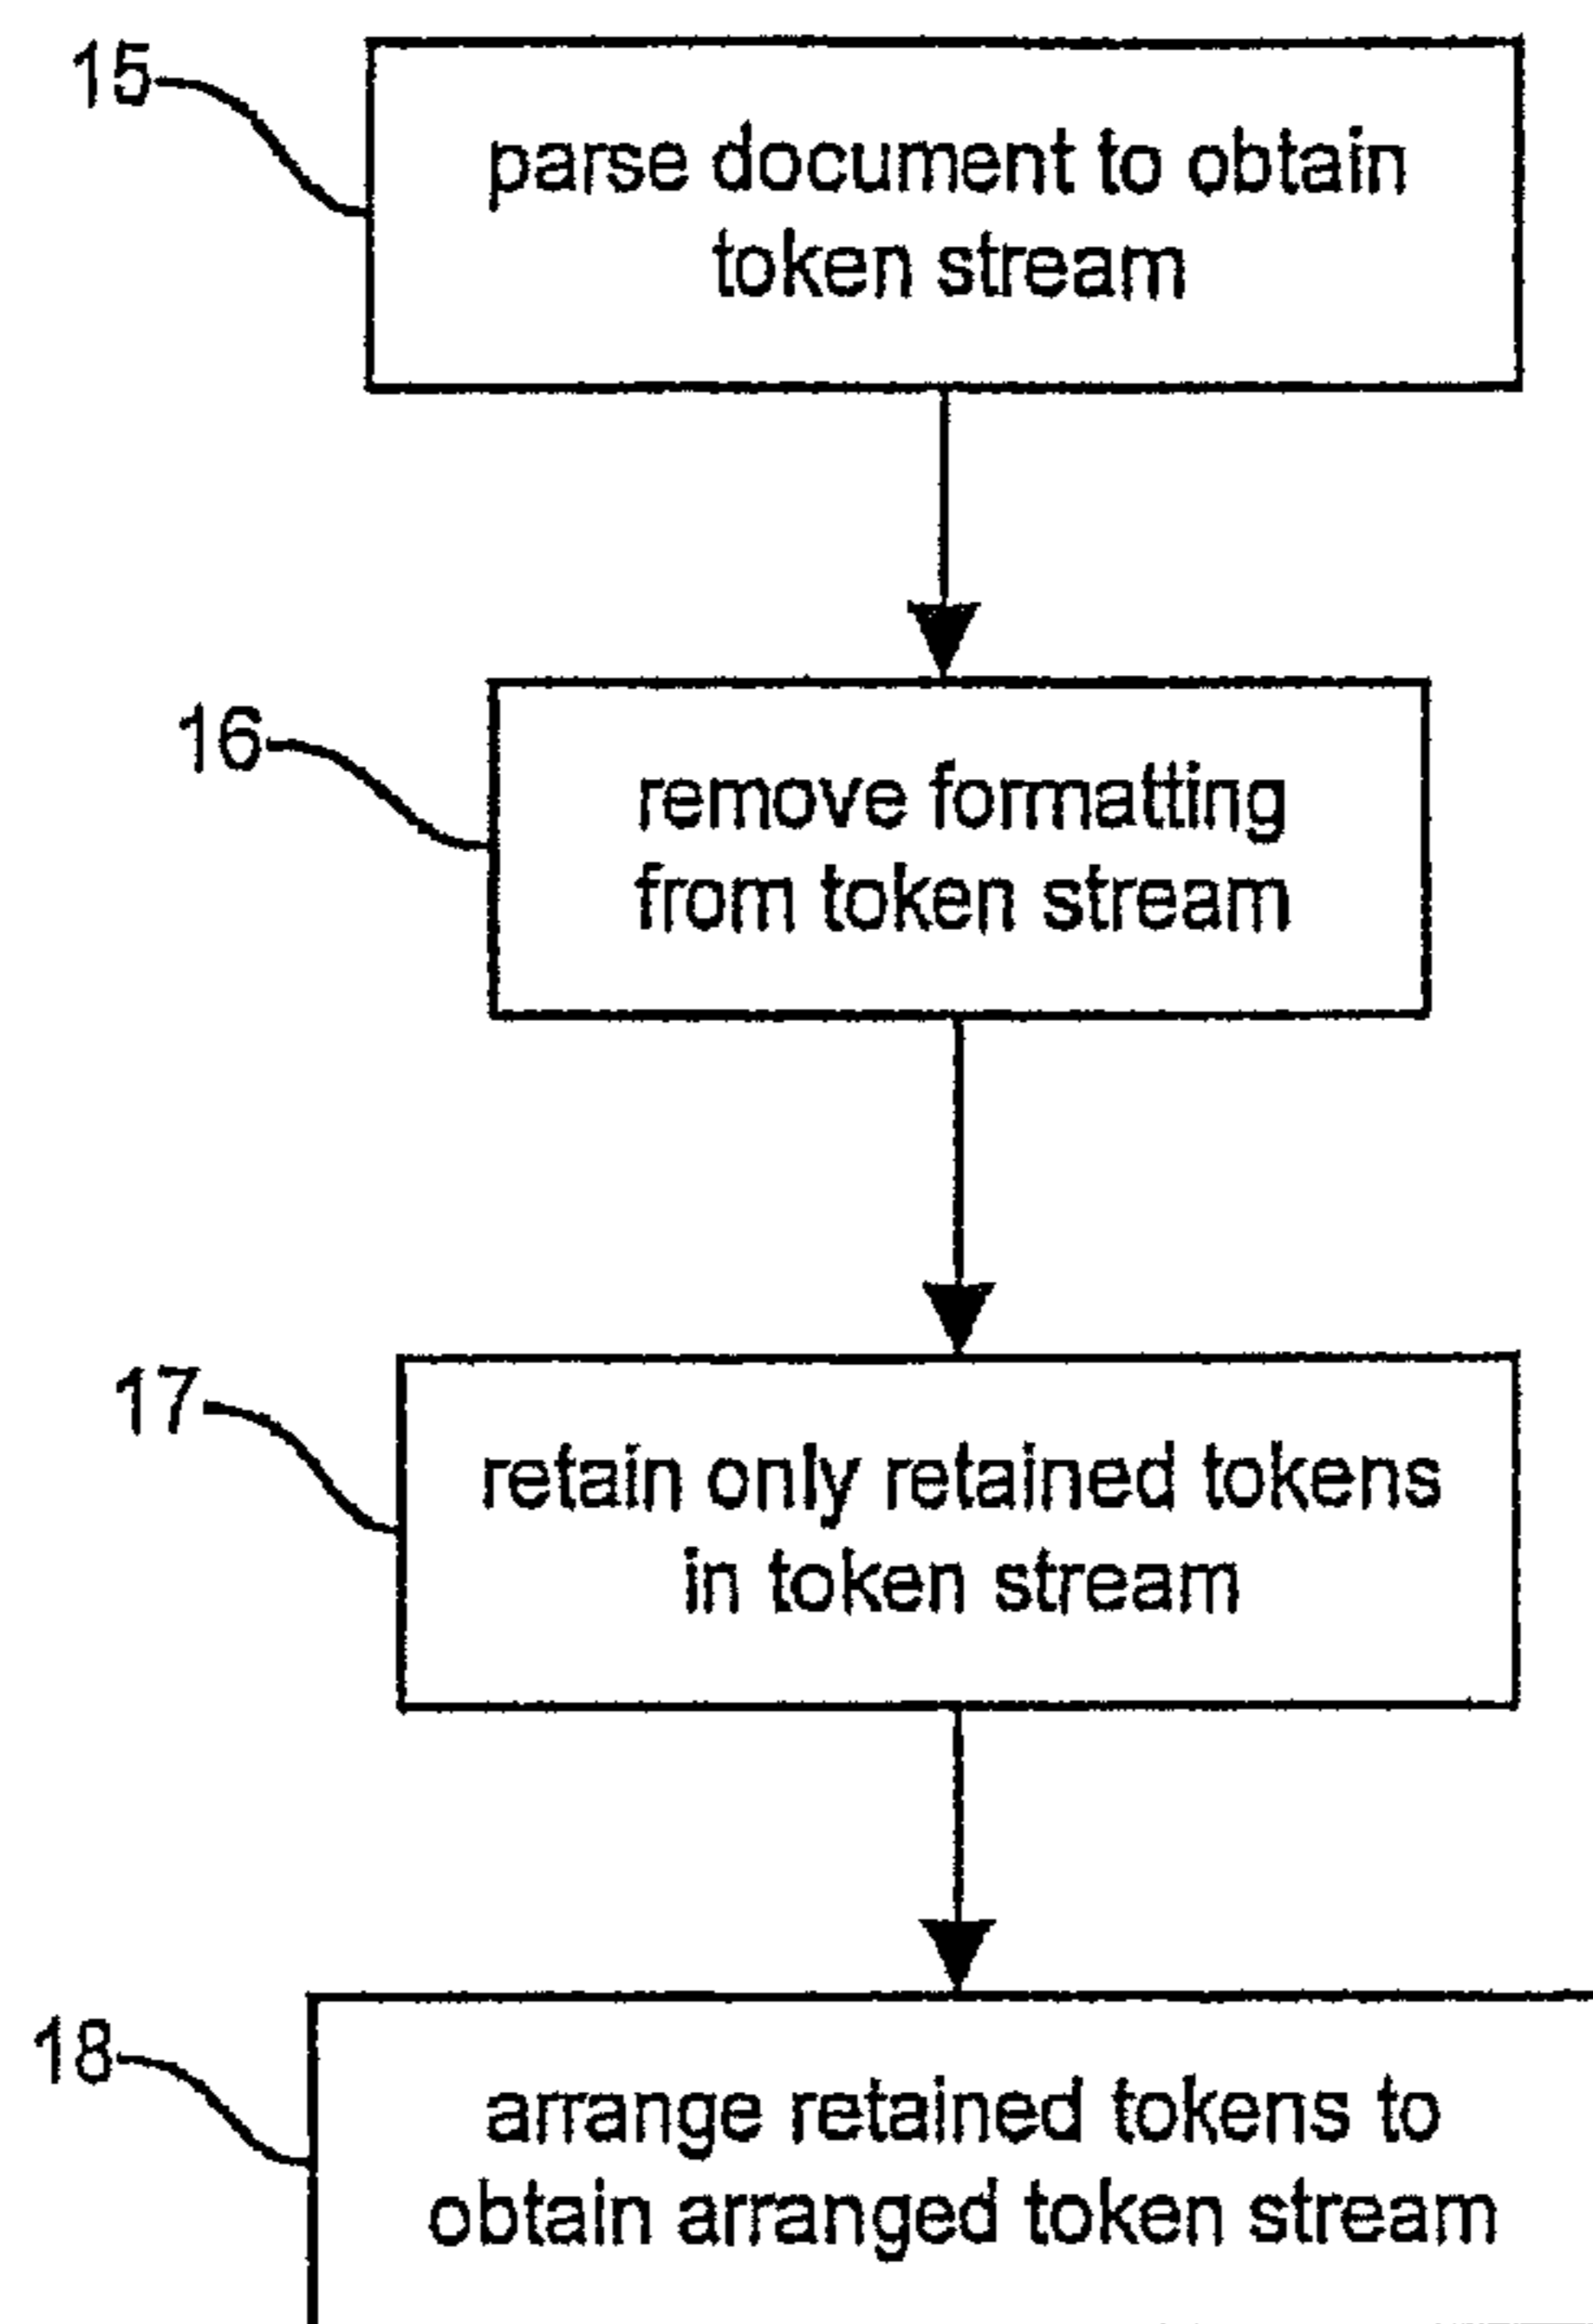 15
parse document to obtain
token stream
16
remove formatting
from token stream
17
retain only retained tokens
in token stream
18
arrange retained tokens to
obtain arranged token stream